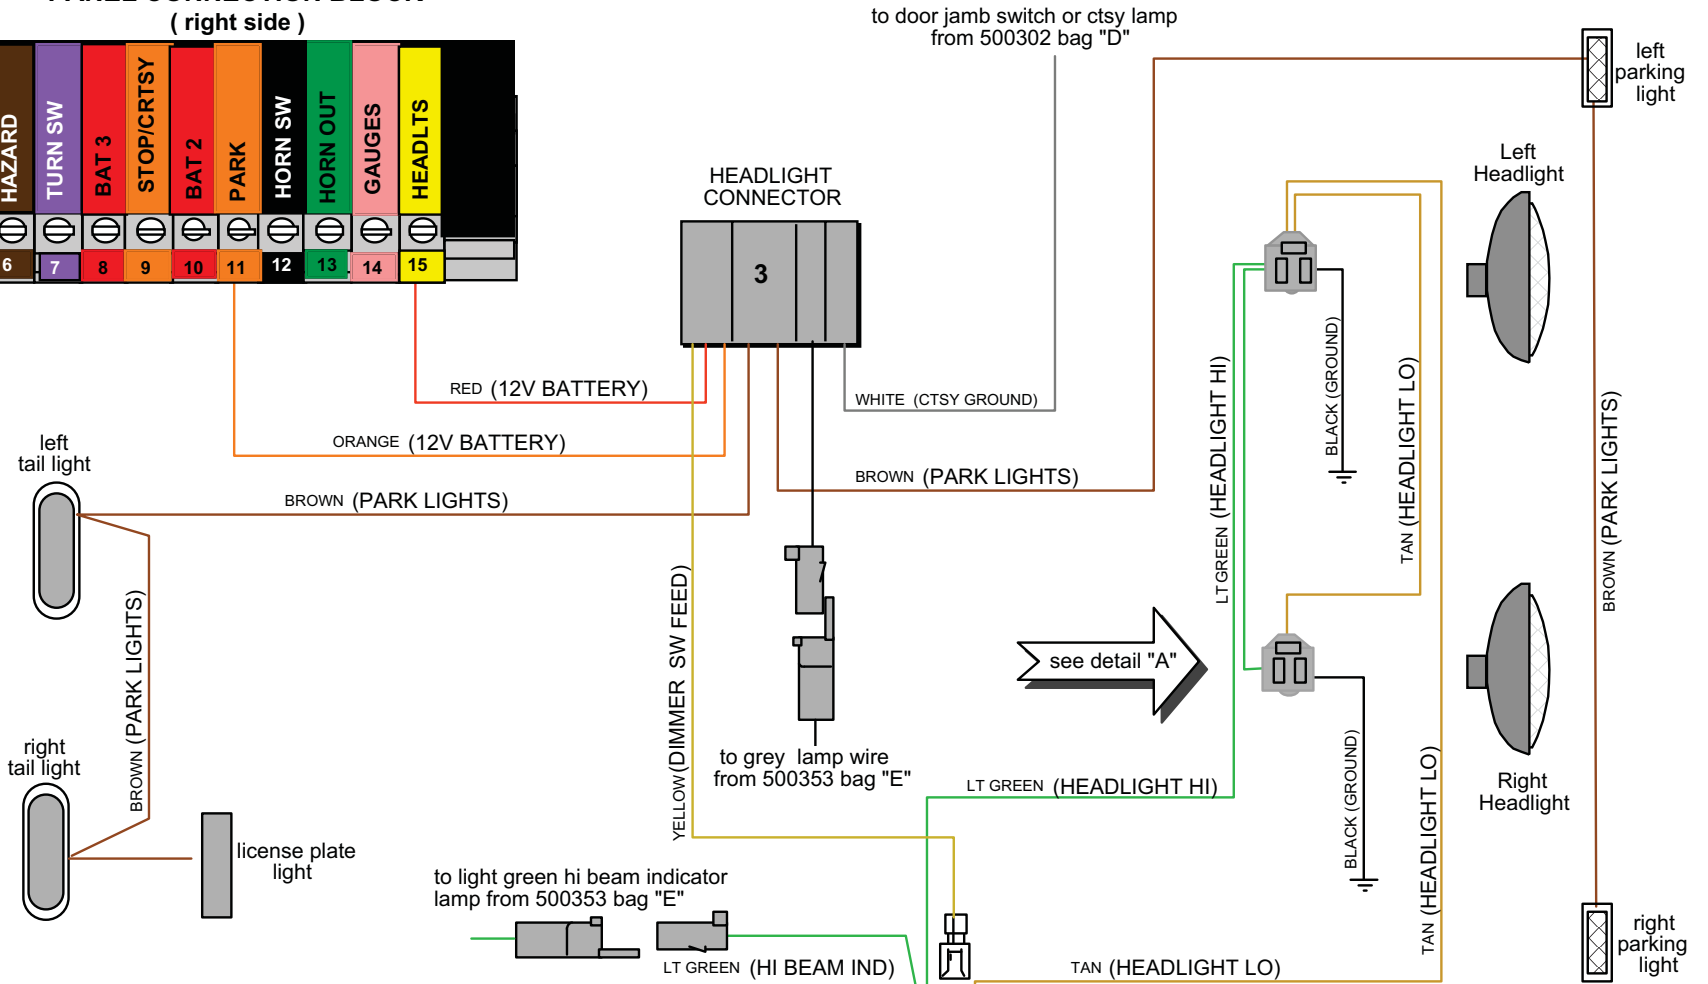 ( right side )
HAZARD
TURN SW
BAT 3
STOP/CRTSY
BAT 2
PARK
HORN SW
HORN OUT
GAUGES
HEADLTS
6
7
8
9
10
11
12
13
14
15
to door jamb switch or ctsy lamp
from 500302 bag "D"
left
parking
light
HEADLIGHT
CONNECTOR
3
Left
Headlight
RED (12V BATTERY)
ORANGE (12V BATTERY)
WHITE (CTSY GROUND)
BROWN (PARK LIGHTS)
BROWN (PARK LIGHTS)
left
tail light
BROWN (PARK LIGHTS)
right
tail light
license plate
light
YELLOW (DIMMER SW FEED)
to grey lamp wire
from 500353 bag "E"
see detail "A"
LT GREEN (HEADLIGHT HI)
BLACK (GROUND)
TAN (HEADLIGHT LO)
BROWN (PARK LIGHTS)
LT GREEN (HEADLIGHT HI)
BLACK (GROUND)
TAN (HEADLIGHT LO)
Right
Headlight
to light green hi beam indicator
lamp from 500353 bag "E"
LT GREEN (HI BEAM IND)
TAN (HEADLIGHT LO)
right
parking
light